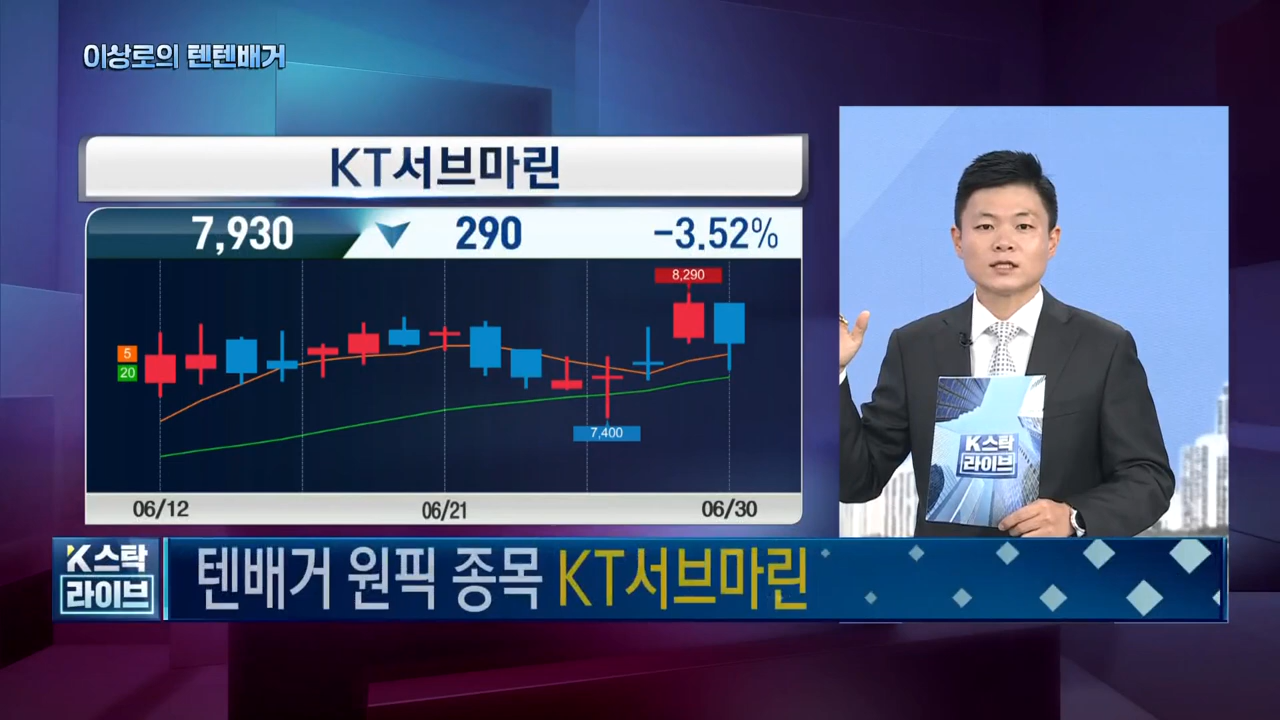 이상로의 텐텐배거
KT서브마린
7,930 290 -3.52%
8,290
5
20
7,400
06/12 06/21 06/30
K스탁
라이브
K스탁
라이브
텐배거 원픽 종목 KT서브마린